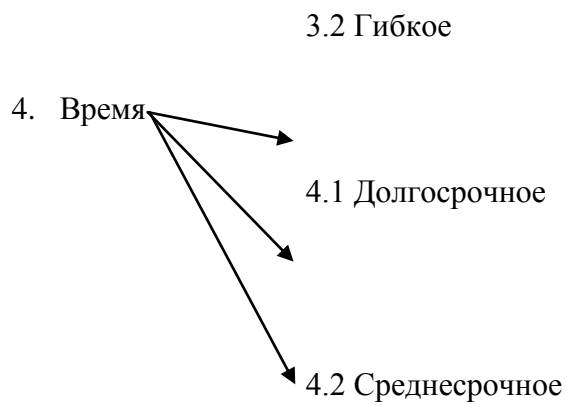 3.2 Гибкое
4. Время
4.1 Долгосрочное
4.2 Среднесрочное